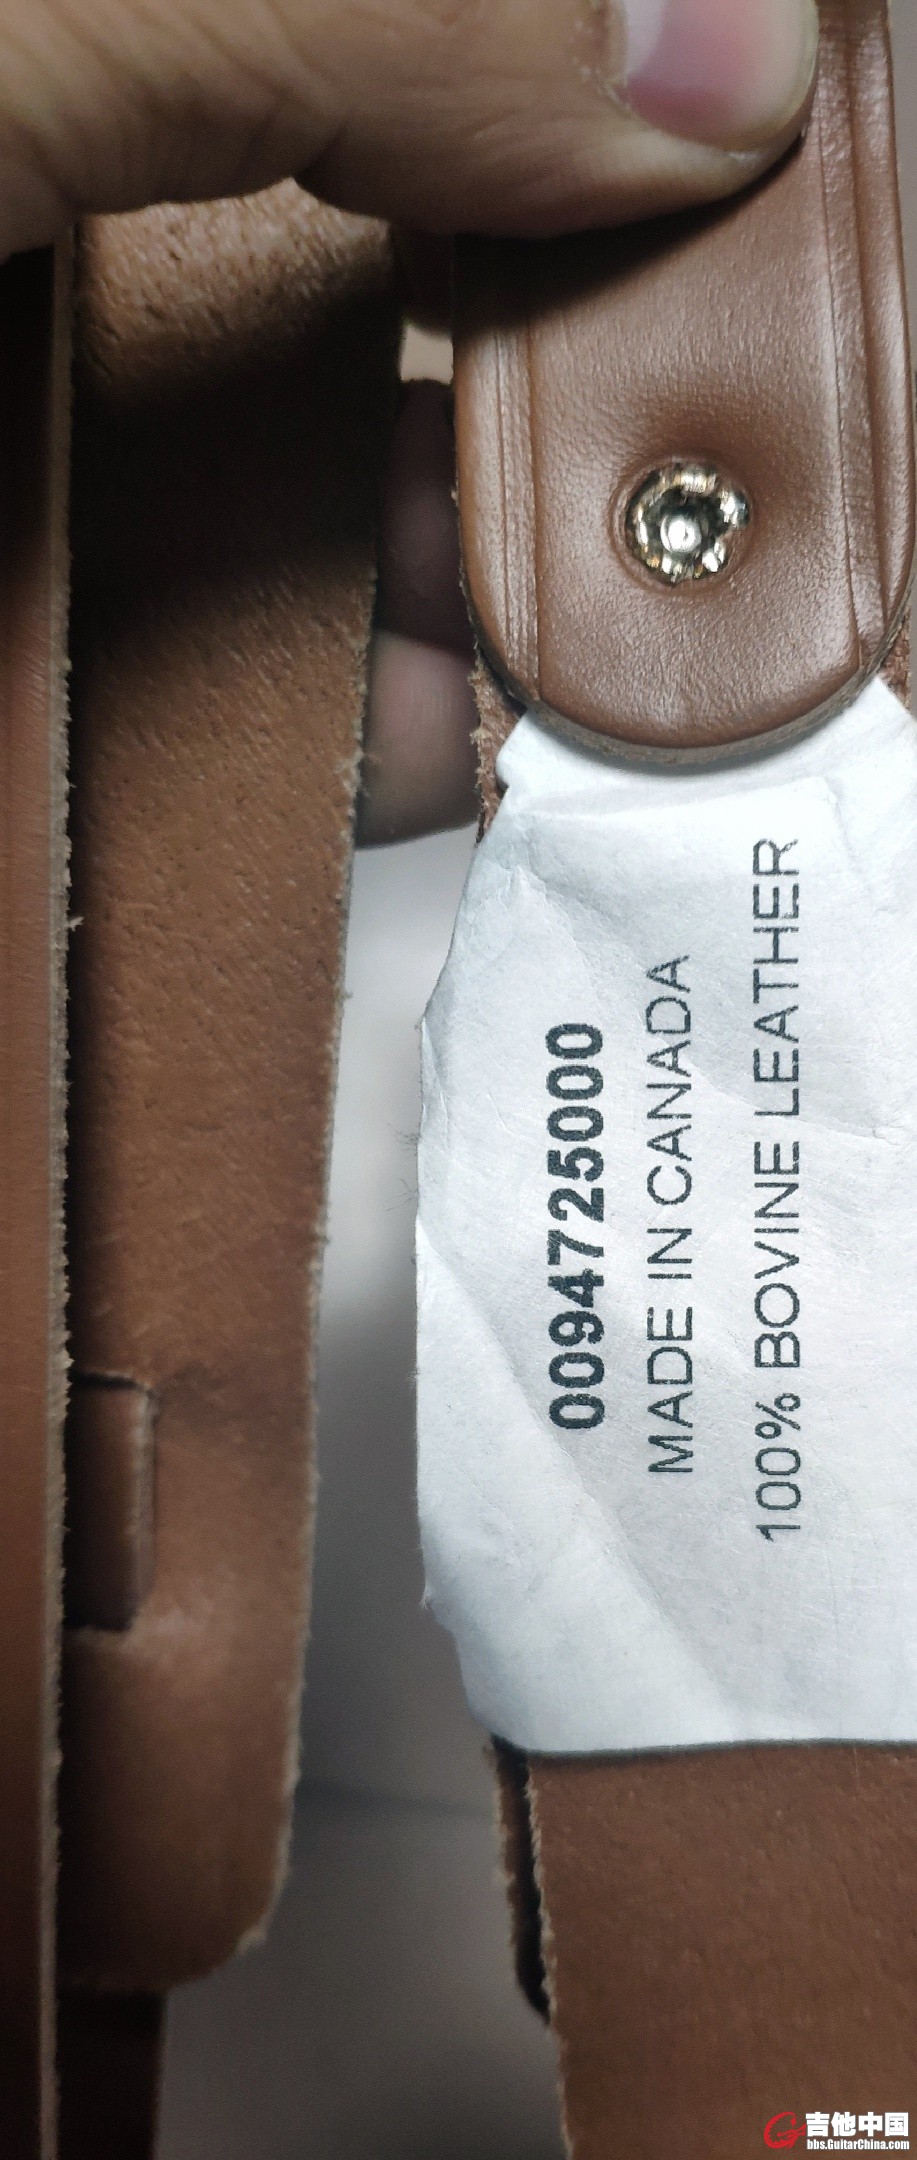 0094725000
MADE IN CANADA
100% BOVINE LEATHER
吉他中国
bbs.GuitarChina.com